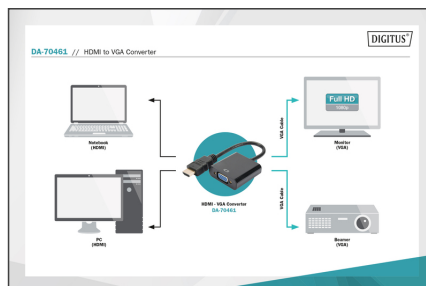 DIGITUS®
DA-70461 // HDMI to VGA Converter
Notebook
(HDMI)
VGA Cable
Full HD
1080p
Monitor
(VGA)
HDMI - VGA Converter
DA-70461
PC
(HDMI)
VGA Cable
Beamer
(VGA)